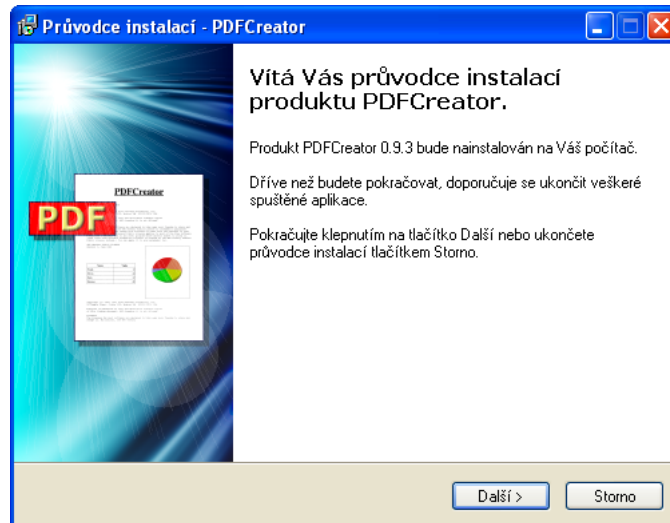 Průvodce instalací - PDFCreator
Vítá Vás průvodce instalací
produktu PDFCreator.
Produkt PDFCreator 0.9.3 bude nainstalován na Váš počítač.
Dříve než budete pokračovat, doporučuje se ukončit veškeré
spuštěné aplikace.
Pokračujte klepnutím na tlačítko Další nebo ukončete
průvodce instalací tlačítkem Storno.
PDFCreator
PDF
Další >
Storno